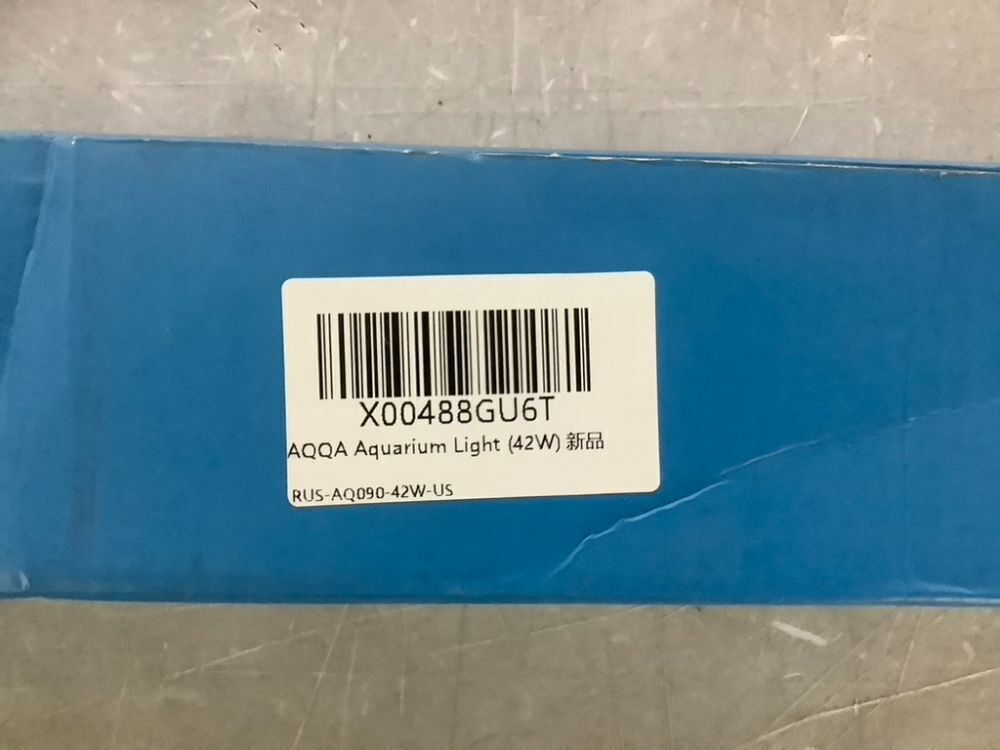 X00488GU6T
AQQA Aquarium Light (42W) 新品
RUS-AQ090-42W-US